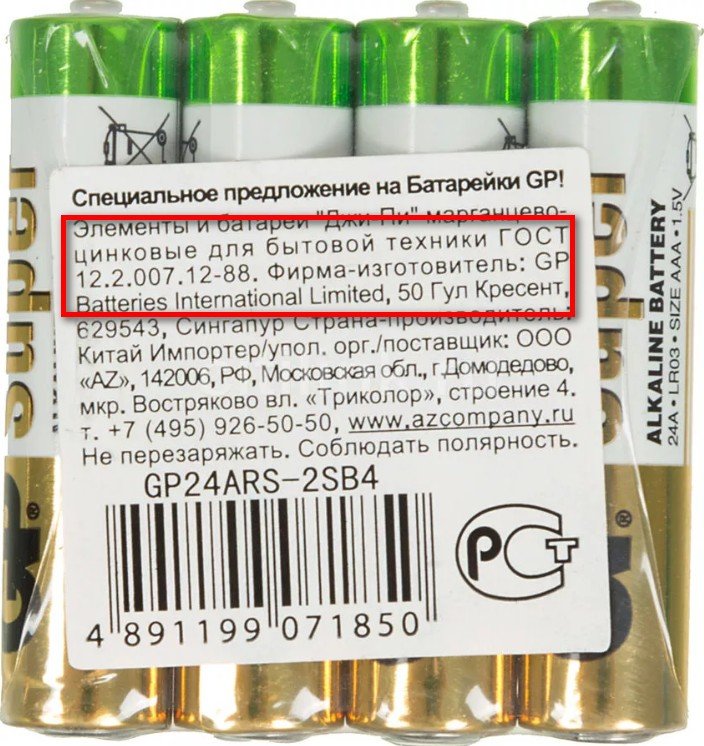 Специальное предложение на Батарейки GP!
Элементы и батареи "Джи Пи" марганцево-
цинковые для бытовой техники ГОСТ
12.2.007.12-88. Фирма-изготовитель: GP
Batteries International Limited, 50 Гул Кресент,
629543, Сингапур Страна-производитель:
Китай Импортер/упол. орг./поставщик: ООО
«AZ», 142006, РФ, Московская обл., г.Домодедово,
мкр. Востряково вл. «Триколор», строение 4.
т. +7 (495) 926-50-50, www.azcompany.ru
Не перезаряжать. Соблюдать полярность.
GP24ARS-2SB4
4 891199 071850
РСТ
Super
GP®
ALKALINE BATTERY
24A • LR03 • SIZE AAA • 1.5V
super